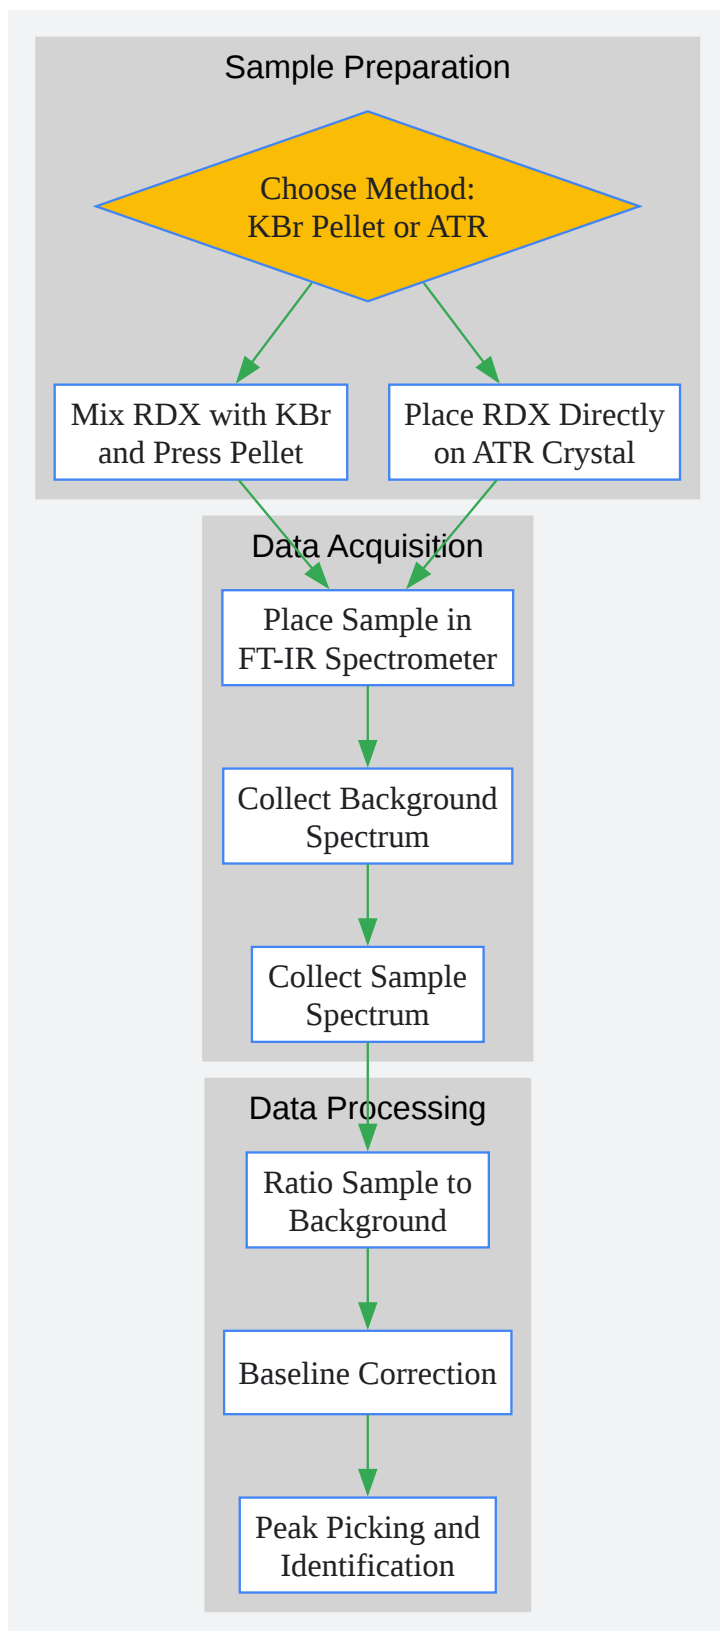 Sample Preparation
Choose Method:
KBr Pellet or ATR
Mix RDX with KBr
and Press Pellet
Place RDX Directly
on ATR Crystal
Data Acquisition
Place Sample in
FT-IR Spectrometer
Collect Background
Spectrum
Collect Sample
Spectrum
Data Processing
Ratio Sample to
Background
Baseline Correction
Peak Picking and
Identification